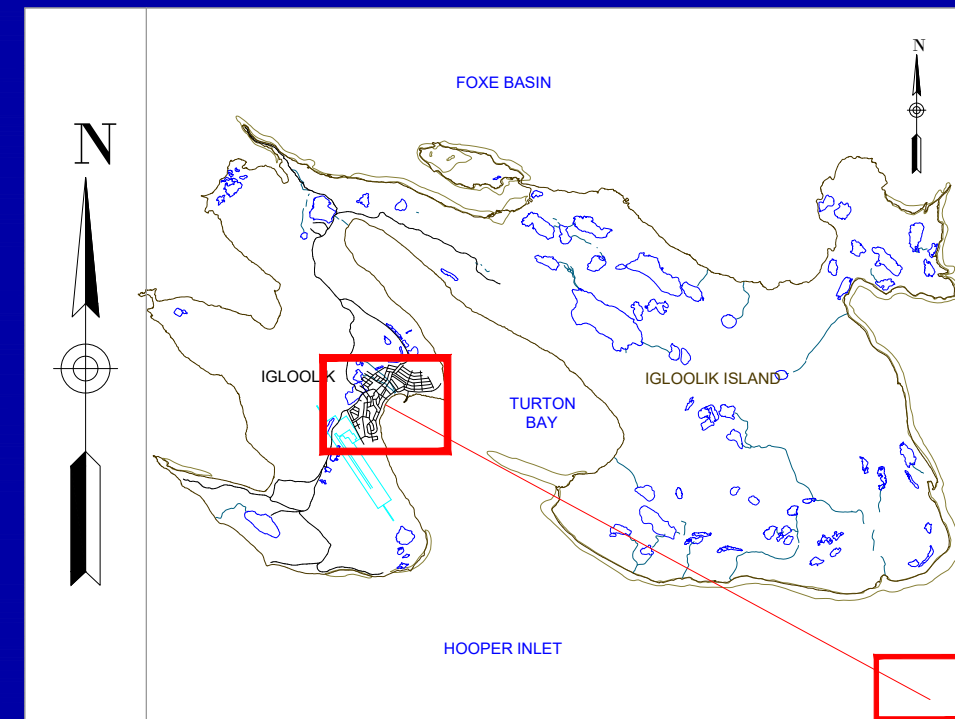 N
FOXE BASIN
N
IGLOOLIK
IGLOOLIK ISLAND
TURTON
BAY
HOOPER INLET